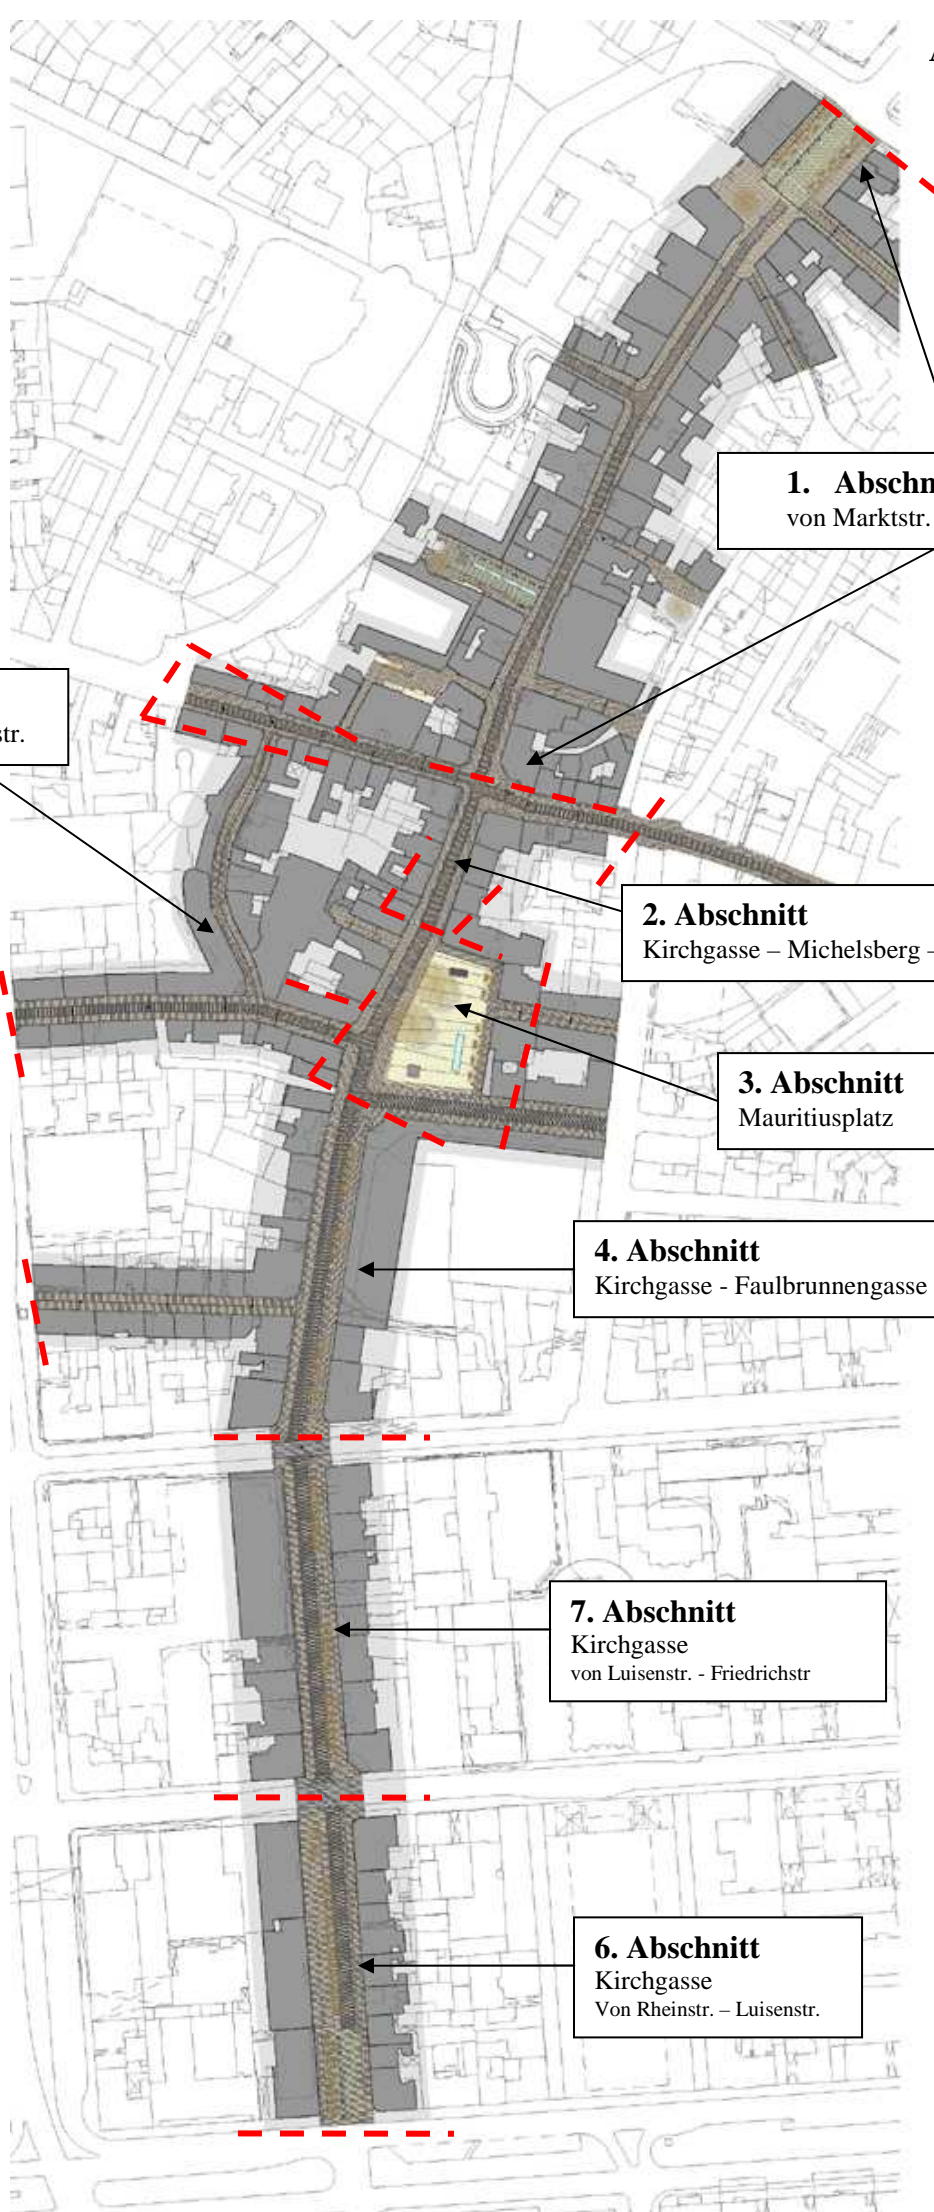 1. Abschn
von Marktstr.
str.
2. Abschnitt
Kirchgasse – Michelsberg –
3. Abschnitt
Mauritiusplatz
4. Abschnitt
Kirchgasse - Faulbrunnengasse
7. Abschnitt
Kirchgasse
von Luisenstr. - Friedrichstr
6. Abschnitt
Kirchgasse
Von Rheinstr. – Luisenstr.